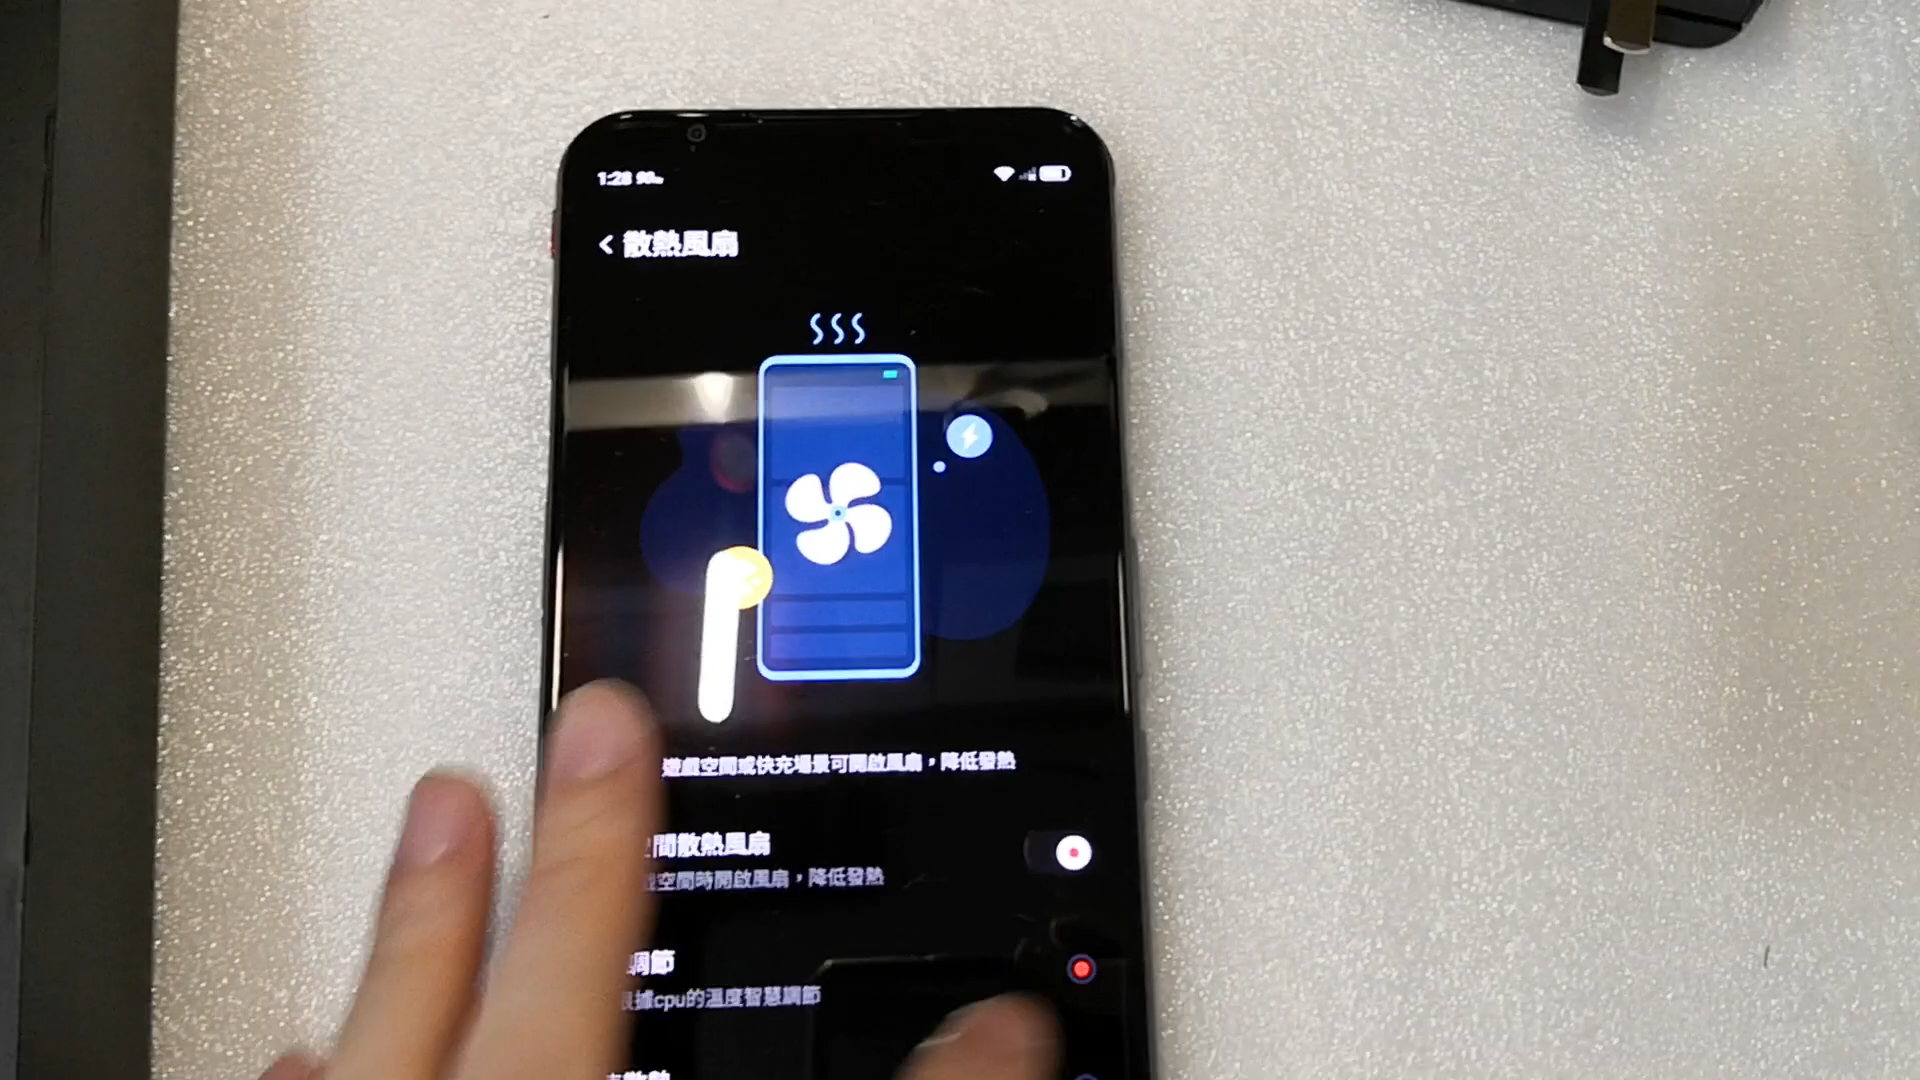 1:28
散熱風扇
遊戲空間或快充場景可開啟風扇，降低發熱
間散熱風扇
空間時開啟風扇，降低發熱
調節
據cpu的溫度智慧調節
散熱